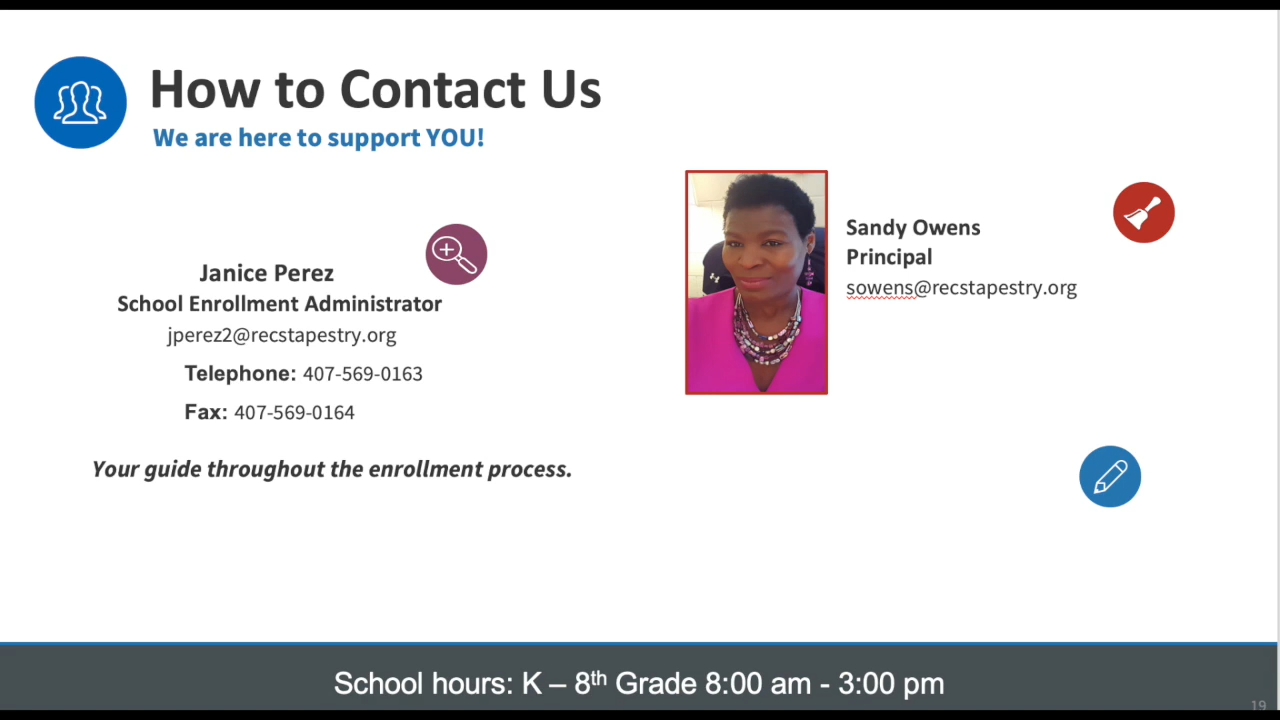 How to Contact Us
We are here to support YOU!
Janice Perez
School Enrollment Administrator
jperez2@recstapestry.org
Telephone: 407-569-0163
Fax: 407-569-0164
Your guide throughout the enrollment process.
Sandy Owens
Principal
sowens@recstapestry.org
School hours: K – 8th Grade 8:00 am - 3:00 pm
19